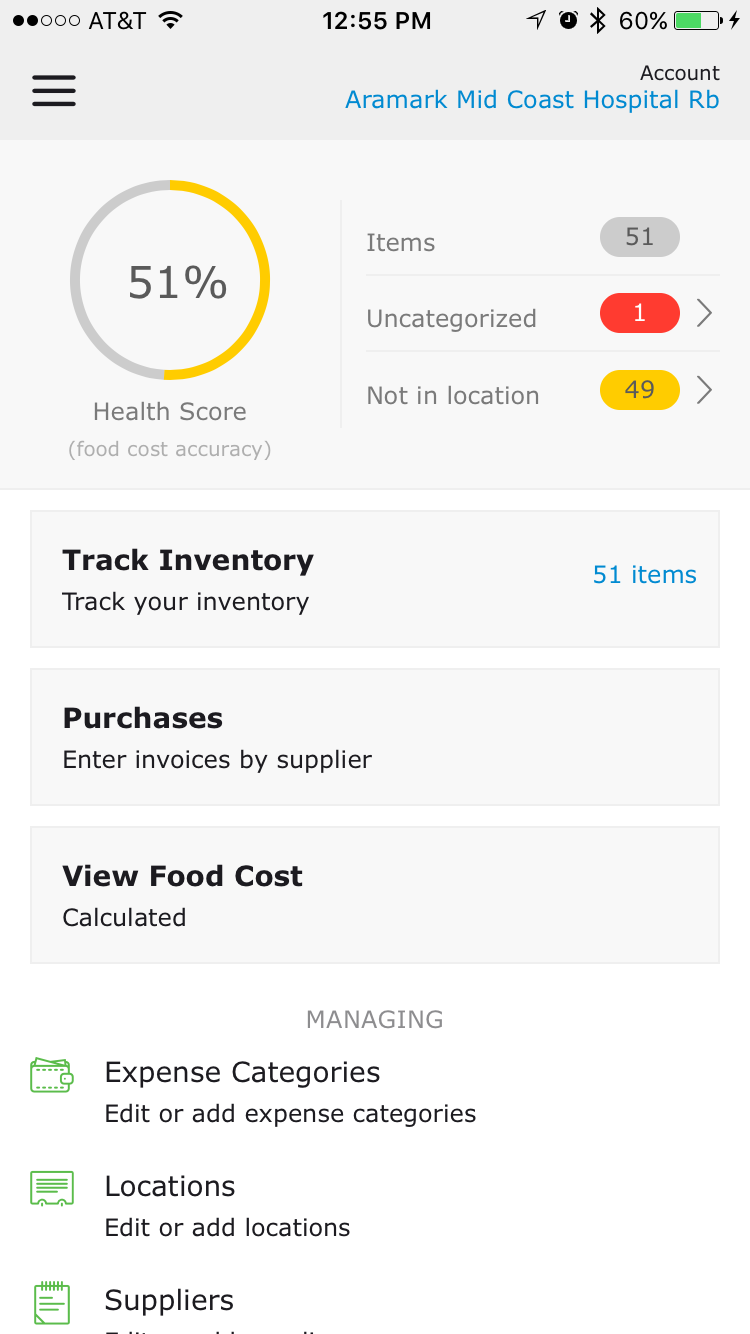 AT&T 12:55 PM 60%
Account
Aramark Mid Coast Hospital Rb
51%
Health Score
(food cost accuracy)
Items 51
Uncategorized 1
Not in location 49
Track Inventory
Track your inventory
51 items
Purchases
Enter invoices by supplier
View Food Cost
Calculated
MANAGING
Expense Categories
Edit or add expense categories
Locations
Edit or add locations
Suppliers